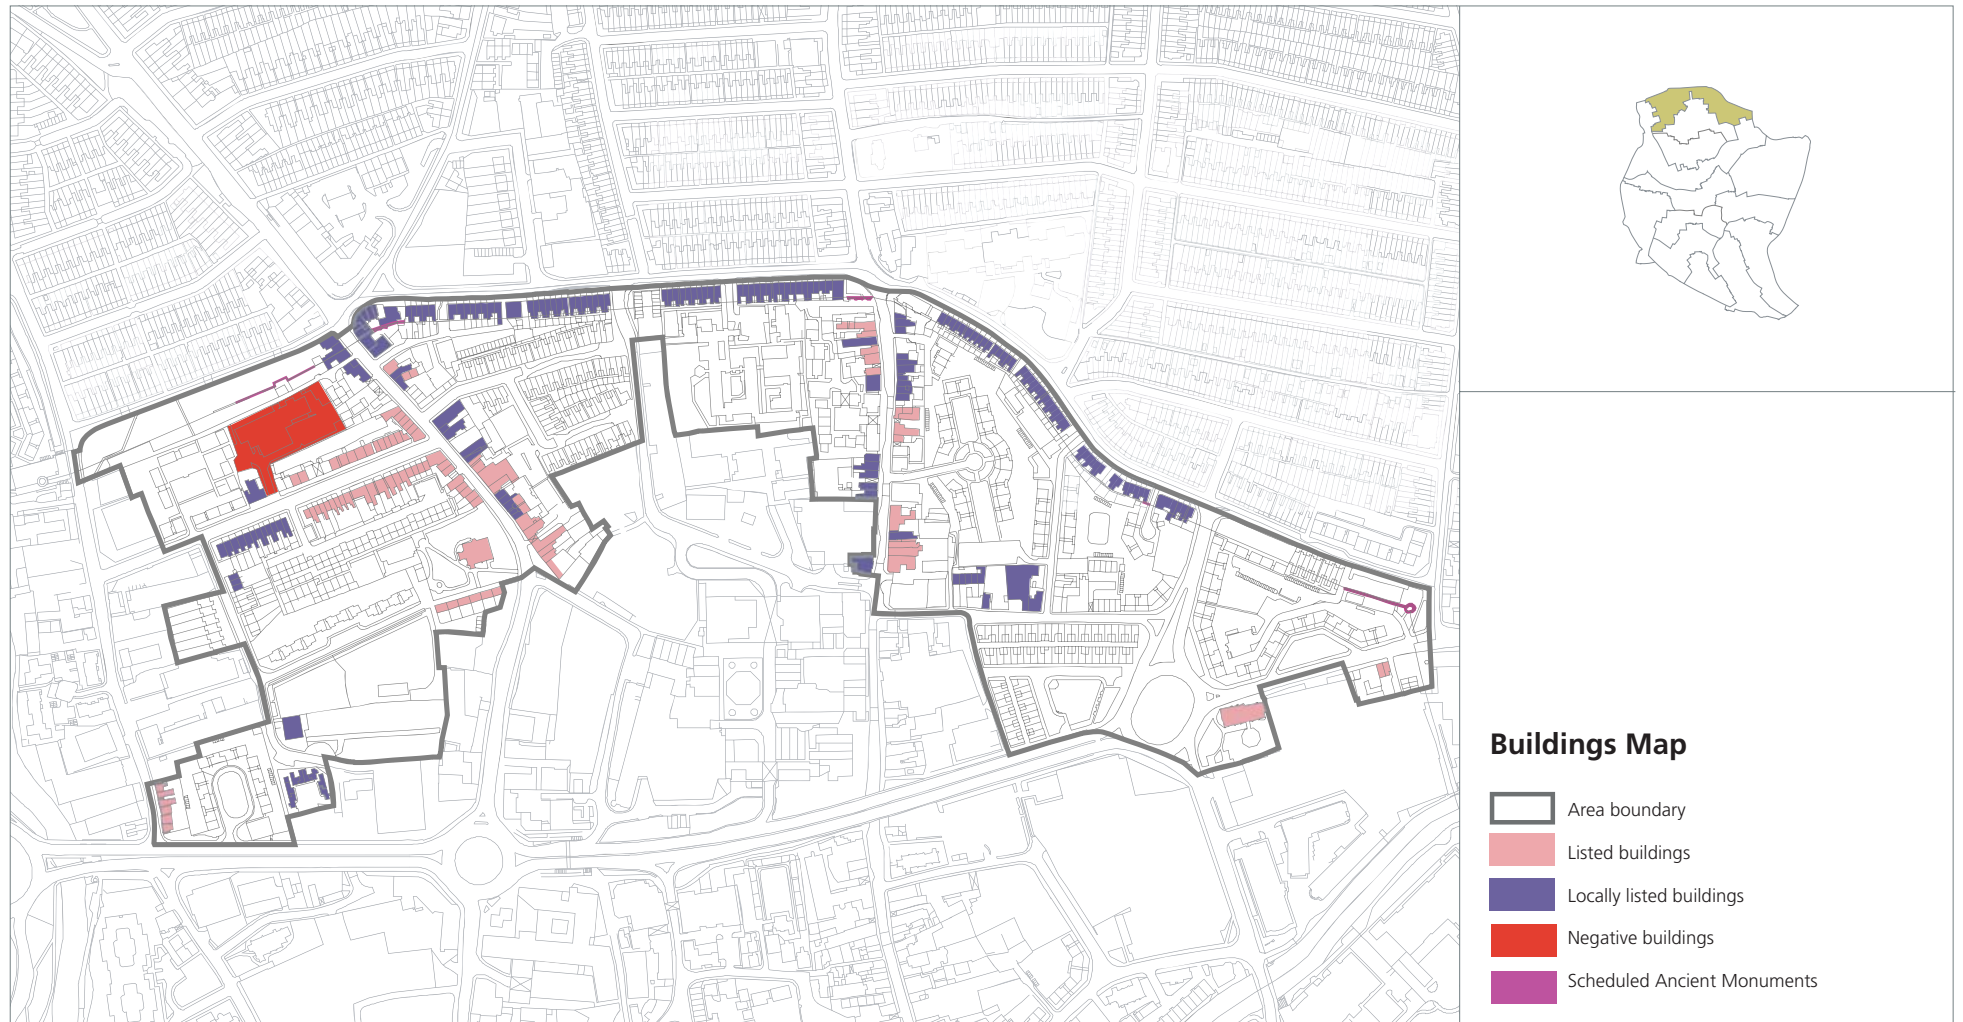 Buildings Map
Area boundary
Listed buildings
Locally listed buildings
Negative buildings
Scheduled Ancient Monuments